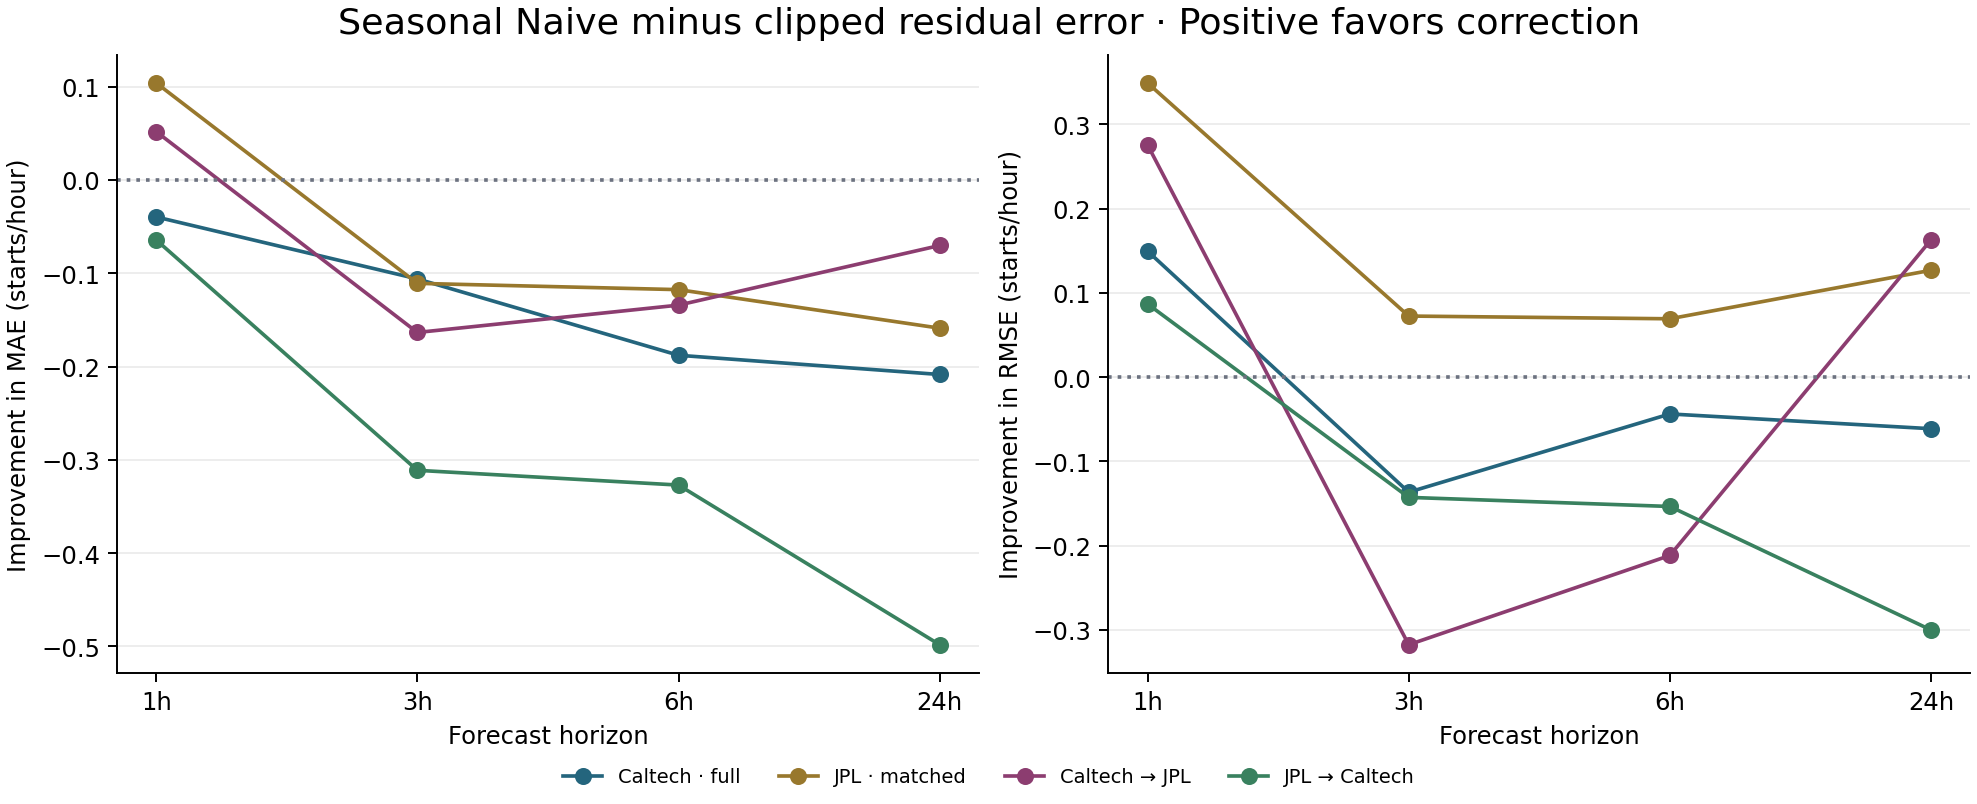 Seasonal Naive minus clipped residual error · Positive favors correction
Improvement in MAE (starts/hour)
0.1
0.0
−0.1
−0.2
−0.3
−0.4
−0.5
1h 3h 6h 24h
Forecast horizon
Improvement in RMSE (starts/hour)
0.3
0.2
0.1
0.0
−0.1
−0.2
−0.3
1h 3h 6h 24h
Forecast horizon
Caltech · full JPL · matched Caltech → JPL JPL → Caltech